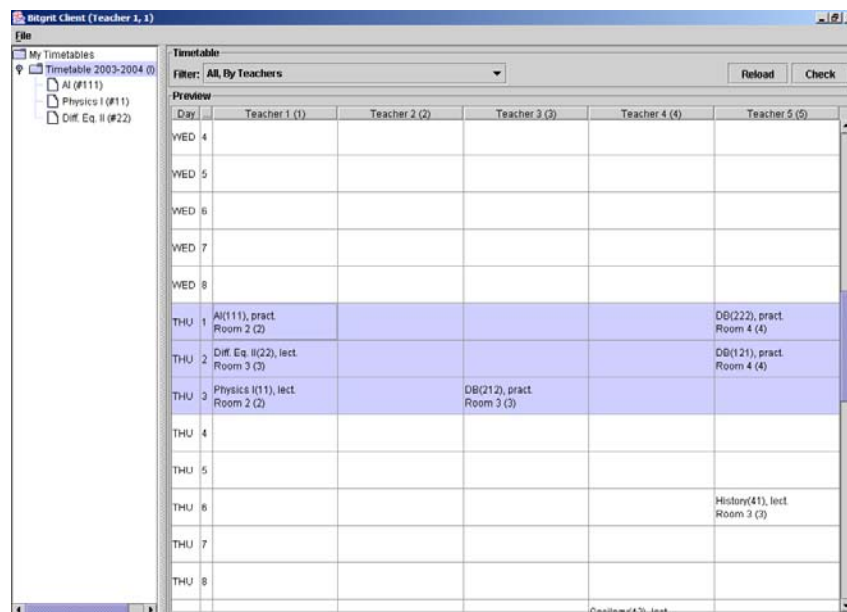 Bitgrit Client (Teacher 1, 1)
File
My Timetables
Timetable 2003-2004 (I)
AI (#111)
Physics I (#11)
Diff. Eq. II (#22)
Timetable
Filter: All, By Teachers
Reload Check
Preview
Day ... Teacher 1 (1) Teacher 2 (2) Teacher 3 (3) Teacher 4 (4) Teacher 5 (5)
WED 4
WED 5
WED 6
WED 7
WED 8
THU 1 AI(111), pract. DB(222), pract.
Room 2 (2) Room 4 (4)
THU 2 Diff. Eq. II(22), lect. DB(121), pract.
Room 3 (3) Room 4 (4)
THU 3 Physics I(11), lect. DB(212), pract.
Room 2 (2) Room 3 (3)
THU 4
THU 5
THU 6 History(41), lect.
Room 3 (3)
THU 7
THU 8